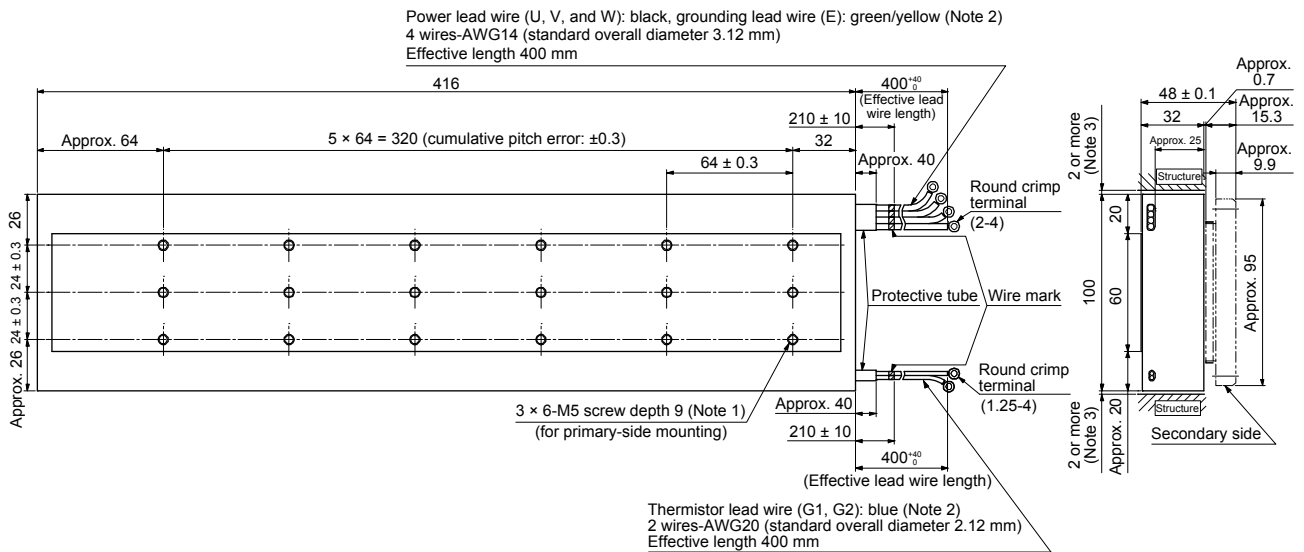 Power lead wire (U, V, and W): black, grounding lead wire (E): green/yellow (Note 2)
4 wires-AWG14 (standard overall diameter 3.12 mm)
Effective length 400 mm
416
400 +40 0
(Effective lead
wire length)
210 ± 10
Approx. 64
5 × 64 = 320 (cumulative pitch error: ±0.3)
32
64 ± 0.3
Approx. 40
Round crimp
terminal
(2-4)
26
24 ± 0.3
24 ± 0.3
Approx. 26
Protective tube
Wire mark
3 × 6-M5 screw depth 9 (Note 1)
(for primary-side mounting)
Approx. 40
210 ± 10
400 +40 0
(Effective lead wire length)
Round crimp
terminal
(1.25-4)
Thermistor lead wire (G1, G2): blue (Note 2)
2 wires-AWG20 (standard overall diameter 2.12 mm)
Effective length 400 mm
Approx.
0.7
48 ± 0.1
Approx.
15.3
32
Approx. 25
Approx.
9.9
2 or more
(Note 3)
Structure
20
100
60
Approx. 95
Approx. 20
2 or more
(Note 3)
Structure
Secondary side